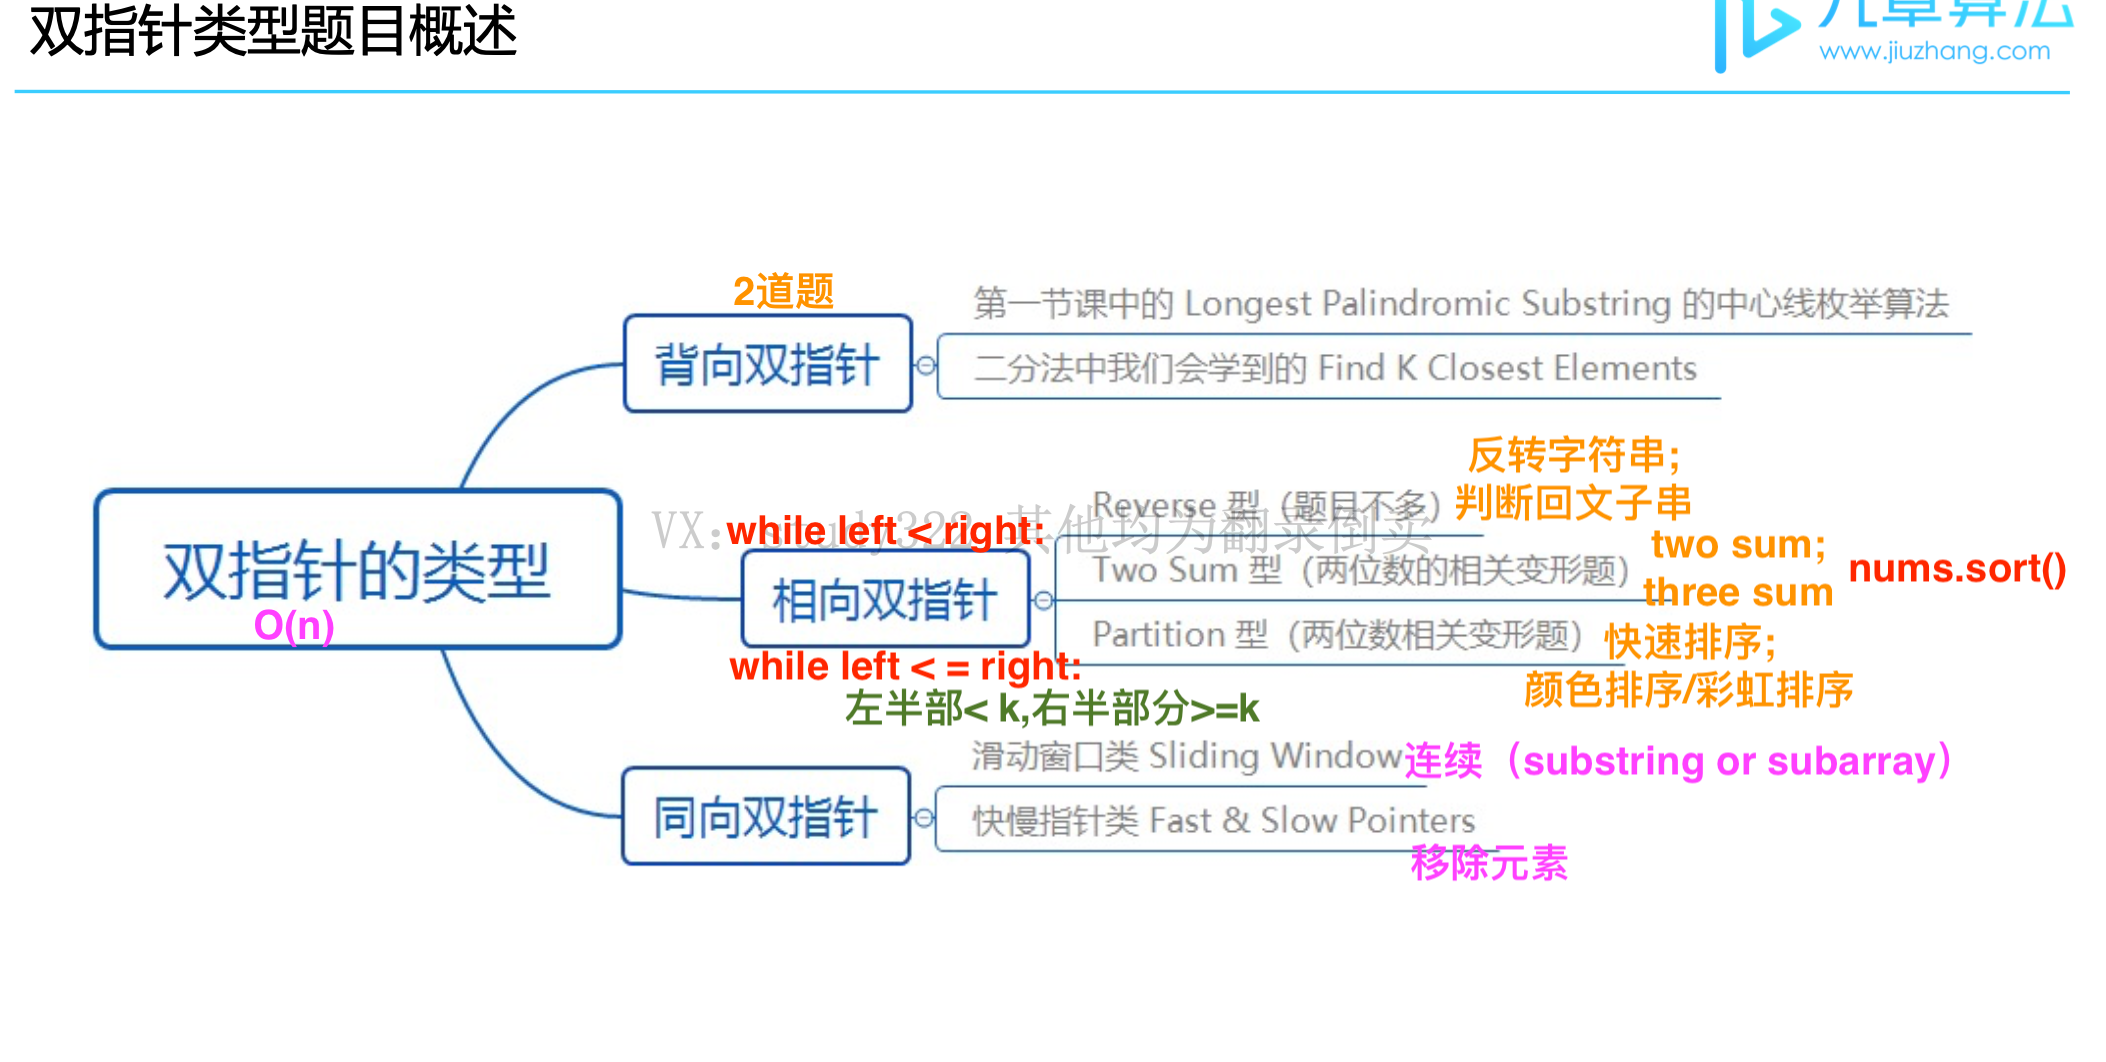 双指针类型题目概述
九章算法
www.jiuzhang.com
2道题
背向双指针
第一节课中的 Longest Palindromic Substring 的中心线枚举算法
二分法中我们会学到的 Find K Closest Elements
双指针的类型
O(n)
VX：study322 其他均为翻录倒卖
while left < right:
相向双指针
while left < = right:
左半部< k,右半部分>=k
Reverse 型（题目不多）
反转字符串；
判断回文子串
Two Sum 型（两位数的相关变形题）
two sum;
three sum
nums.sort()
Partition 型（两位数相关变形题）
快速排序；
颜色排序/彩虹排序
同向双指针
滑动窗口类 Sliding Window
连续（substring or subarray）
快慢指针类 Fast & Slow Pointers
移除元素